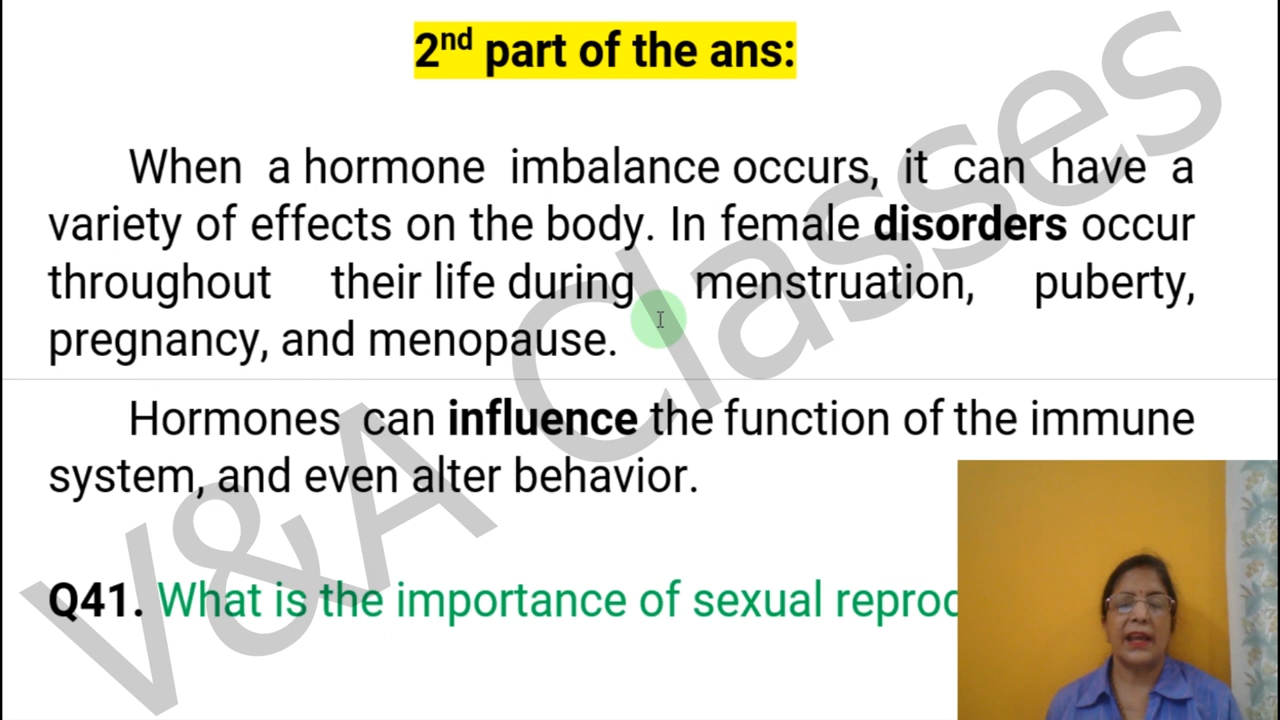 2nd part of the ans:
When a hormone imbalance occurs, it can have a
variety of effects on the body. In female disorders occur
throughout their life during menstruation, puberty,
pregnancy, and menopause.
Hormones can influence the function of the immune
system, and even alter behavior.
Q41. What is the importance of sexual
V&A Classes